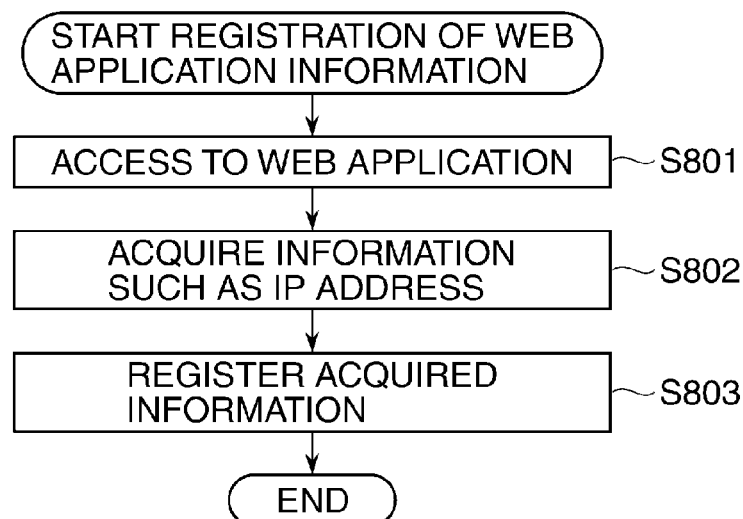 START REGISTRATION OF WEB
APPLICATION INFORMATION
ACCESS TO WEB APPLICATION
S801
ACQUIRE INFORMATION
SUCH AS IP ADDRESS
S802
REGISTER ACQUIRED
INFORMATION
S803
END